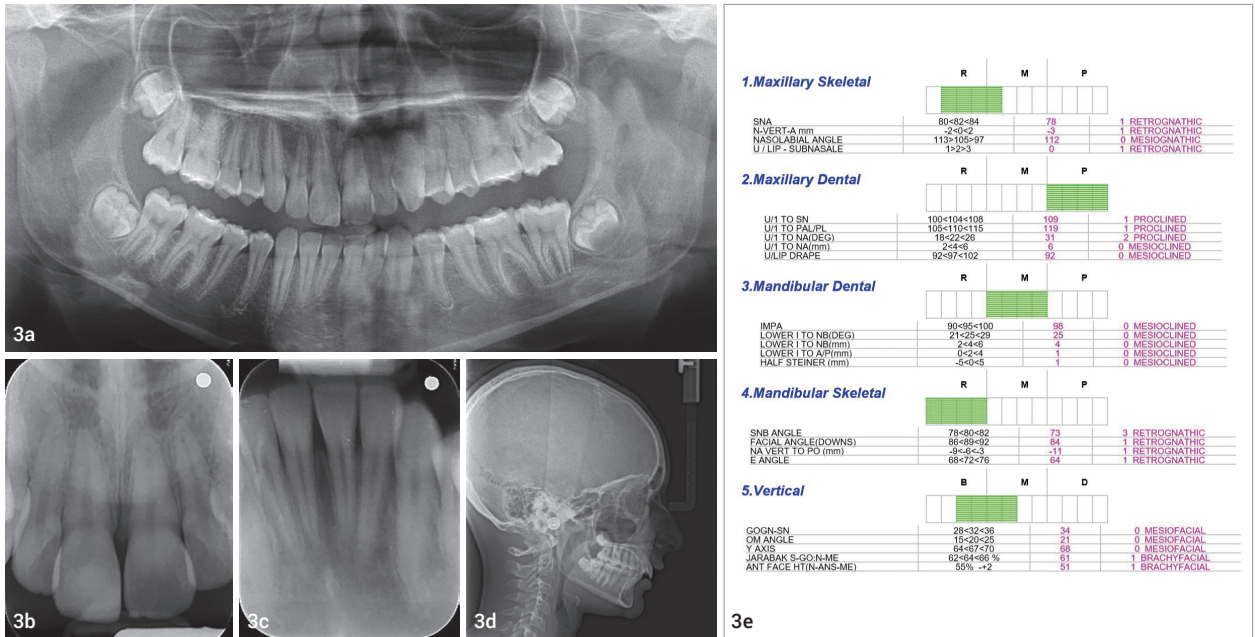 3a
3b
3c
3d
3e
1.Maxillary Skeletal
R M P
SNA 80<82<84 78 1 RETROGNATHIC
N-VERT-A mm -2<0<2 -3 1 RETROGNATHIC
NASOLABIAL ANGLE 113>105>97 112 0 MESIOGNATHIC
U / LIP - SUBNASALE 1>2>3 0 1 RETROGNATHIC
2.Maxillary Dental
R M P
U/1 TO SN 100<104<108 109 1 PROCLINED
U/1 TO PAL/PL 105<110<115 119 1 PROCLINED
U/1 TO NA(DEG) 18<22<26 31 2 PROCLINED
U/1 TO NA(mm) 2<4<6 6 0 MESIOCLINED
U/LIP DRAPE 92<97<102 92 0 MESIOCLINED
3.Mandibular Dental
R M P
IMPA 90<95<100 98 0 MESIOCLINED
LOWER I TO NB(DEG) 21<25<29 25 0 MESIOCLINED
LOWER I TO NB(mm) 2<4<6 4 0 MESIOCLINED
LOWER I TO A/P(mm) 0<2<4 1 0 MESIOCLINED
HALF STEINER (mm) -5<0<5 1 0 MESIOCLINED
4.Mandibular Skeletal
R M P
SNB ANGLE 78<80<82 73 3 RETROGNATHIC
FACIAL ANGLE(DOWNS) 86<89<92 84 1 RETROGNATHIC
NA VERT TO PO (mm) -9<-6<-3 -11 1 RETROGNATHIC
E ANGLE 68<72<76 64 1 RETROGNATHIC
5.Vertical
B M D
GOGN-SN 28<32<36 34 0 MESIOFACIAL
OM ANGLE 15<20<25 21 0 MESIOFACIAL
Y AXIS 64<67<70 68 0 MESIOFACIAL
JARABAK S-GO:N-ME 62<64<66 % 61 1 BRACHYFACIAL
ANT FACE HT(N-ANS-ME) 55% -+2 51 1 BRACHYFACIAL